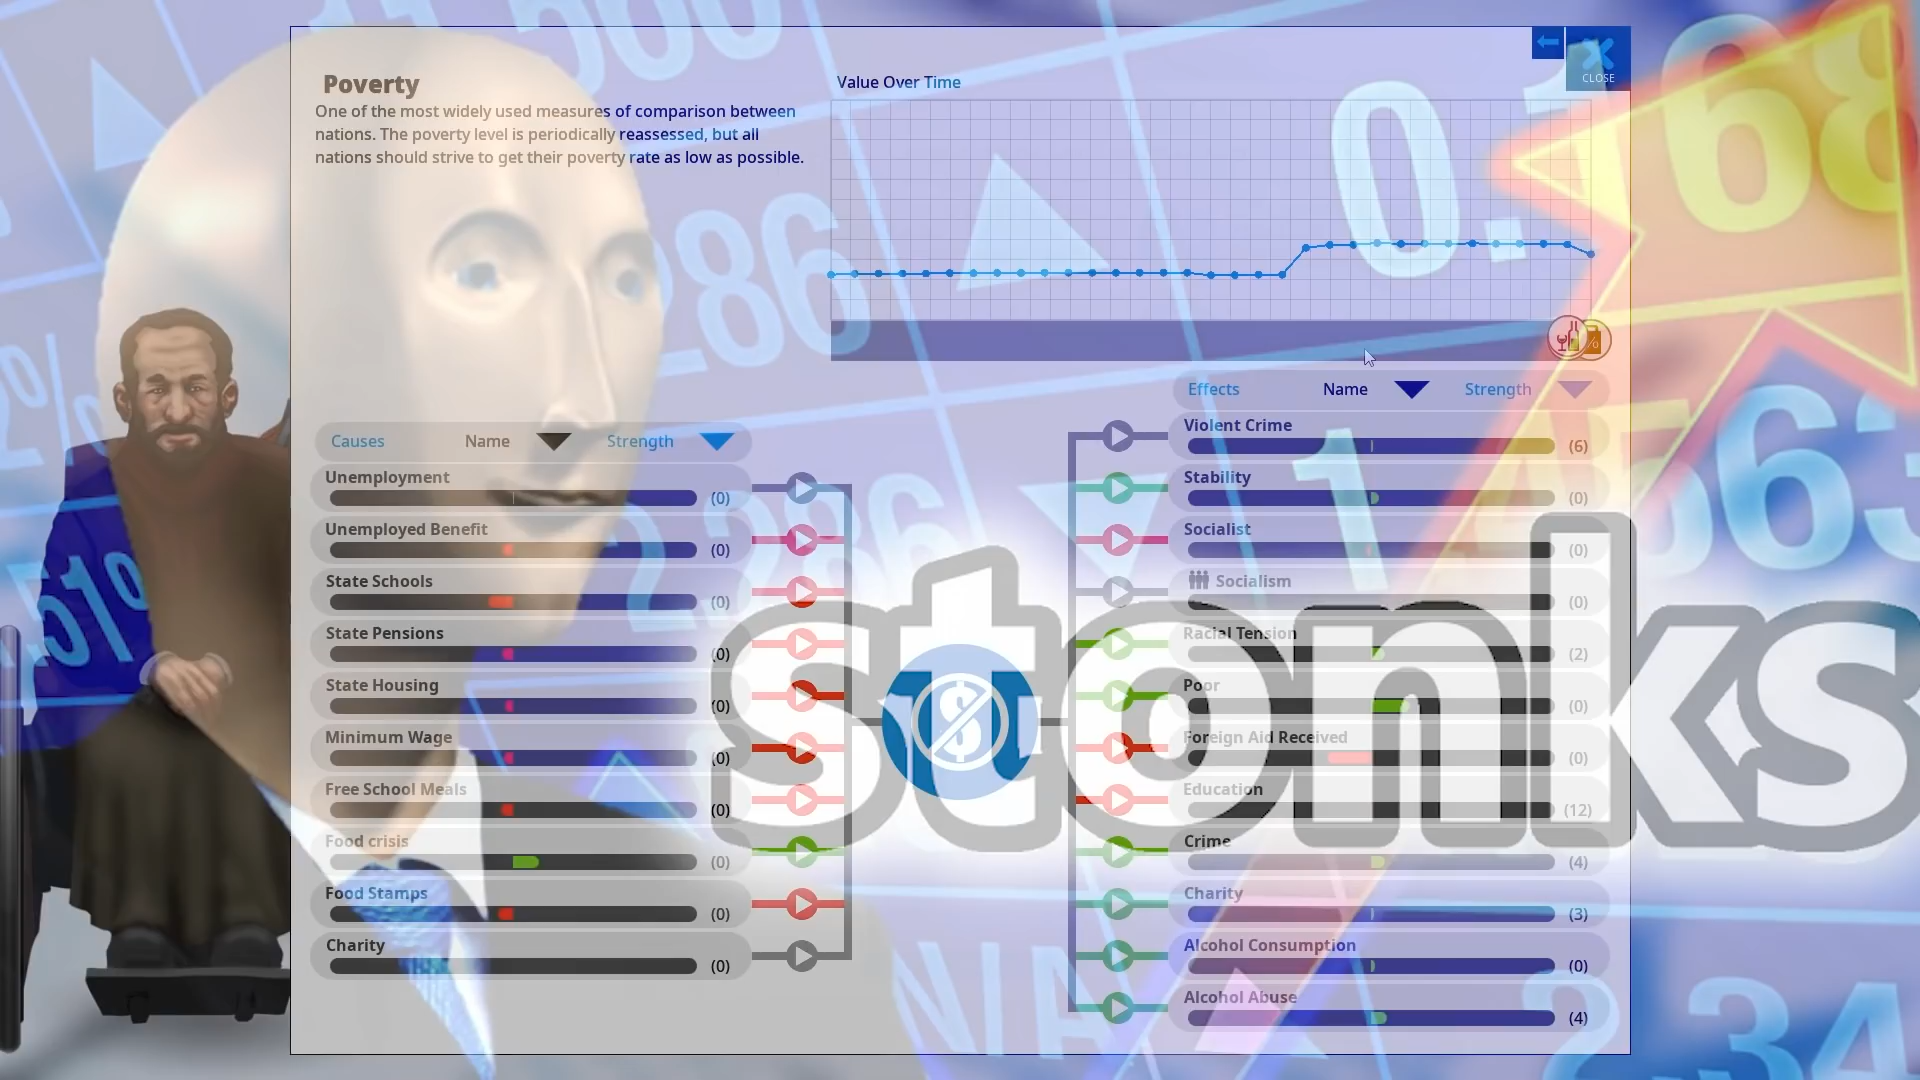 Poverty
One of the most widely used measures of comparison between
nations. The poverty level is periodically reassessed, but all
nations should strive to get their poverty rate as low as possible.
Value Over Time
CLOSE
Causes Name Strength
Unemployment
(0)
Unemployed Benefit
(0)
State Schools
(0)
State Pensions
(0)
State Housing
(0)
Minimum Wage
(0)
Free School Meals
(0)
Food crisis
(0)
Food Stamps
(0)
Charity
(0)
Effects Name Strength
Violent Crime
(6)
Stability
(0)
Socialist
(0)
Socialism
(0)
Racial Tension
(2)
Poor
(0)
Foreign Aid Received
(0)
Education
(12)
Crime
(4)
Charity
(3)
Alcohol Consumption
(0)
Alcohol Abuse
(4)
stonks
N/A